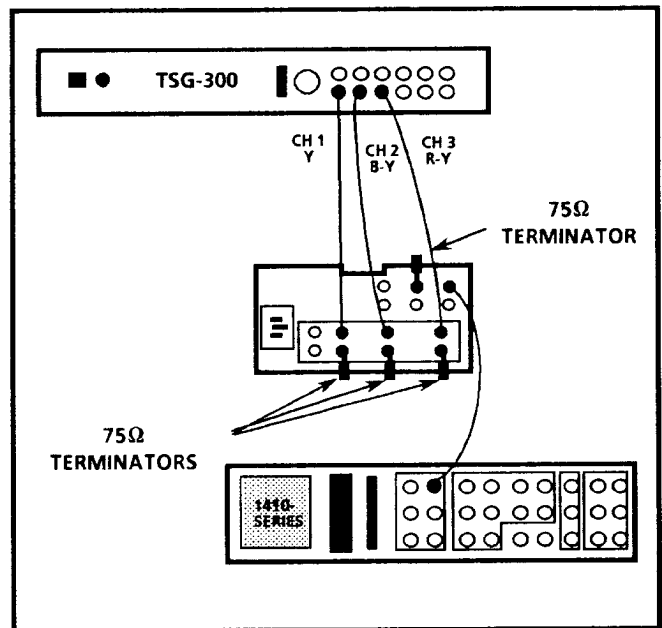 TSG-300
CH 1
Y
CH 2
B-Y
CH 3
R-Y
75Ω
TERMINATOR
75Ω
TERMINATORS
1410-
SERIES